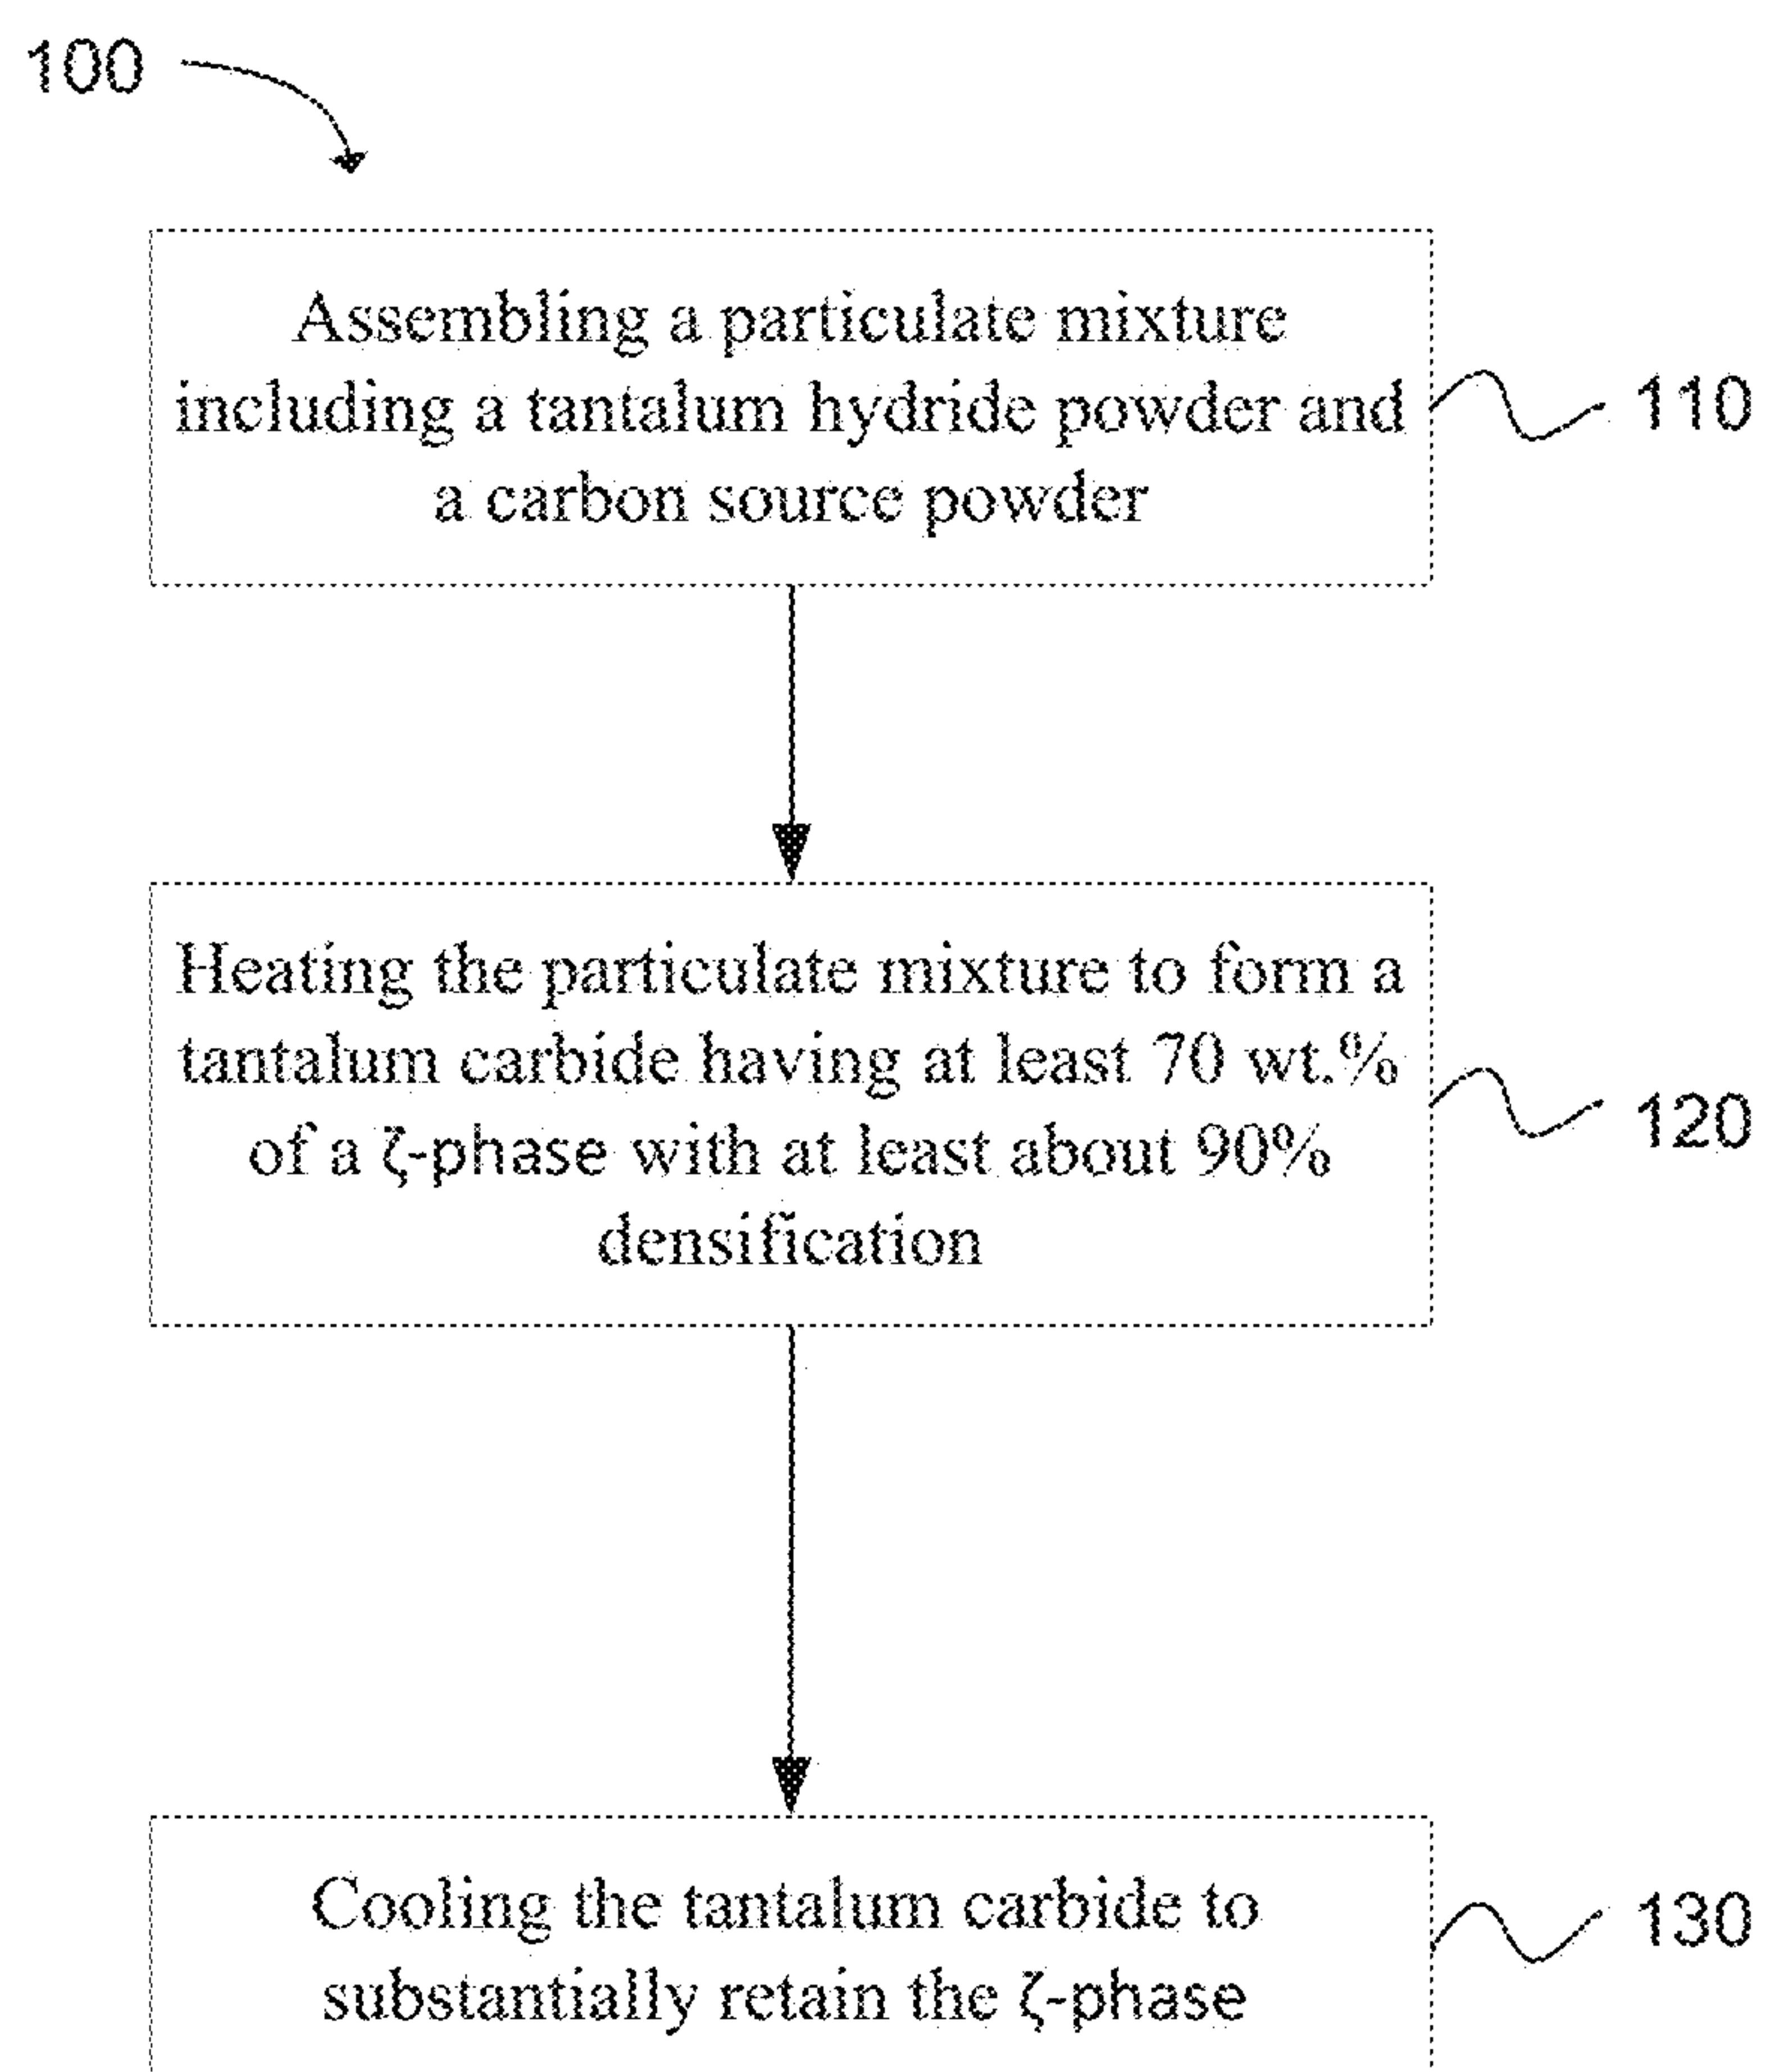 100
Assembling a particulate mixture
including a tantalum hydride powder and
a carbon source powder
110
Heating the particulate mixture to form a
tantalum carbide having at least 70 wt.%
of a ζ-phase with at least about 90%
densification
120
Cooling the tantalum carbide to
substantially retain the ζ-phase
130